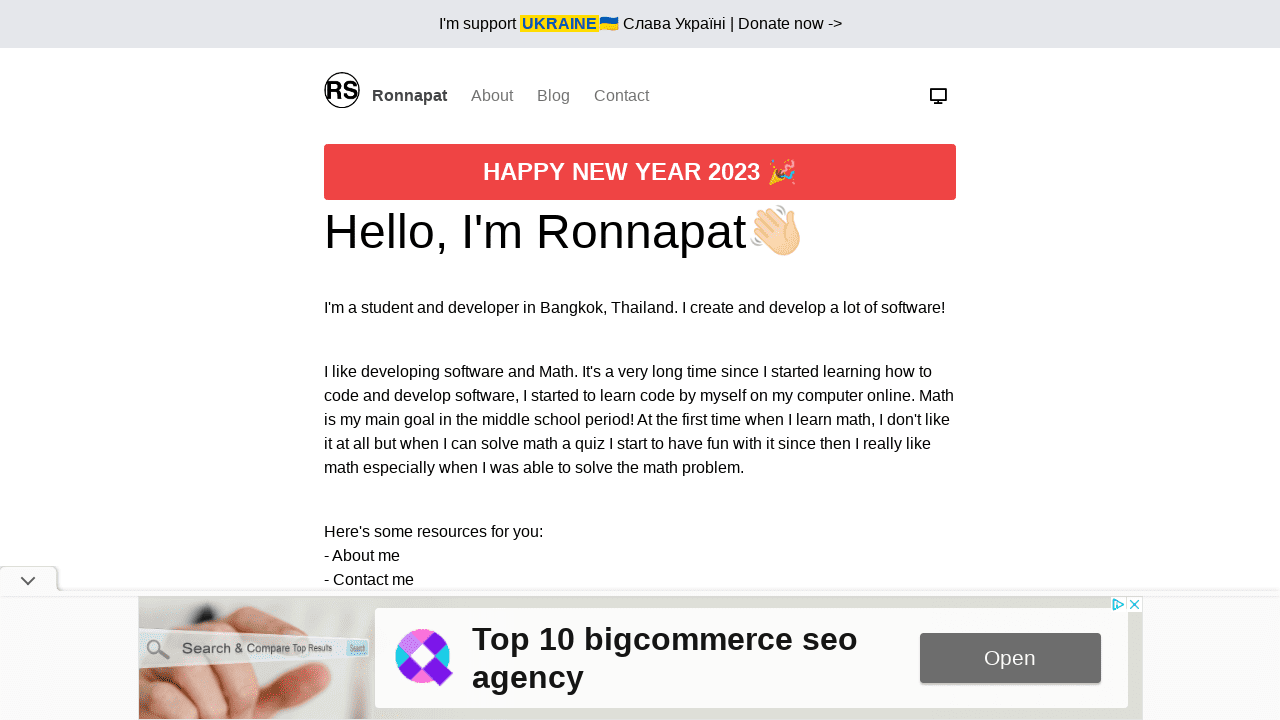 I'm support UKRAINE🇺🇦 Слава Україні | Donate now ->
RS
Ronnapat About Blog Contact
HAPPY NEW YEAR 2023 🎉
Hello, I'm Ronnapat👋🏻
I'm a student and developer in Bangkok, Thailand. I create and develop a lot of software!
I like developing software and Math. It's a very long time since I started learning how to
code and develop software, I started to learn code by myself on my computer online. Math
is my main goal in the middle school period! At the first time when I learn math, I don't like
it at all but when I can solve math a quiz I start to have fun with it since then I really like
math especially when I was able to solve the math problem.
Here's some resources for you:
- About me
- Contact me
Search & Compare Top Results Search
Top 10 bigcommerce seo
agency
Open